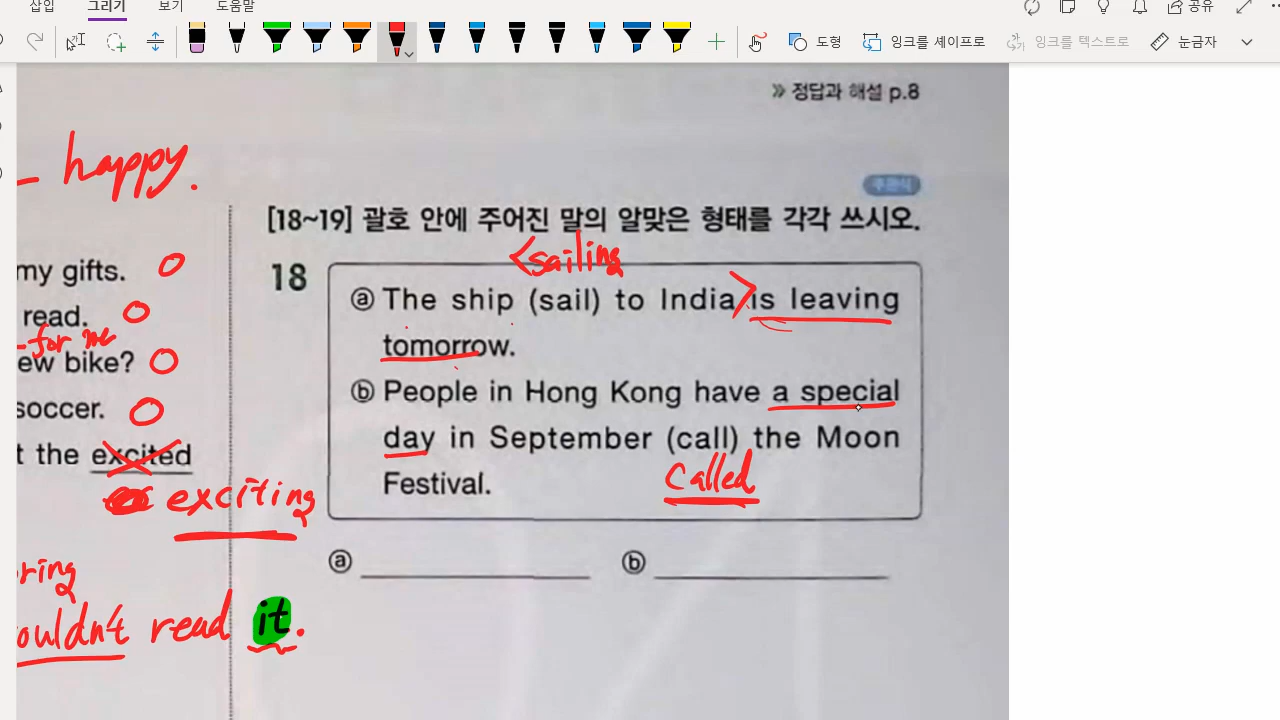 삽입 그리기 보기 도움말 공유
도형 잉크를 셰이프로 잉크를 텍스트로 눈금자
정답과 해설 p.8
happy.
주관식
[18~19] 괄호 안에 주어진 말의 알맞은 형태를 각각 쓰시오.
my gifts.
read.
for me
ew bike?
soccer.
t the excited
exciting
ring
ouldn't read it.
18
<sailing
ⓐ The ship (sail) to India > is leaving
tomorrow.
ⓑ People in Hong Kong have a special
day in September (call) the Moon
called
Festival.
ⓐ ⓑ